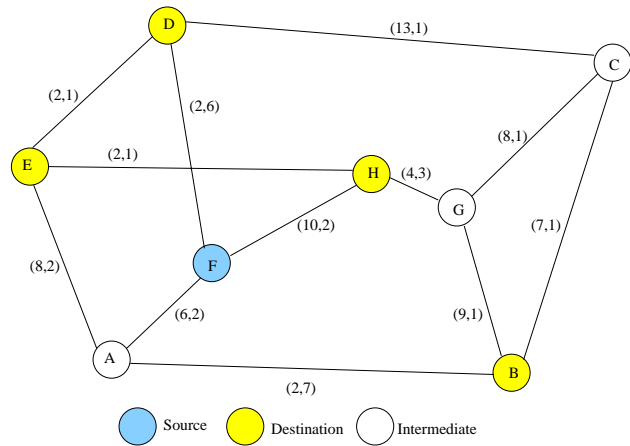 D
(13,1)
C
(2,1)
(2,6)
(8,1)
E
(2,1)
H
(4,3)
G
(10,2)
(7,1)
F
(8,2)
(6,2)
(9,1)
A
B
(2,7)
Source
Destination
Intermediate